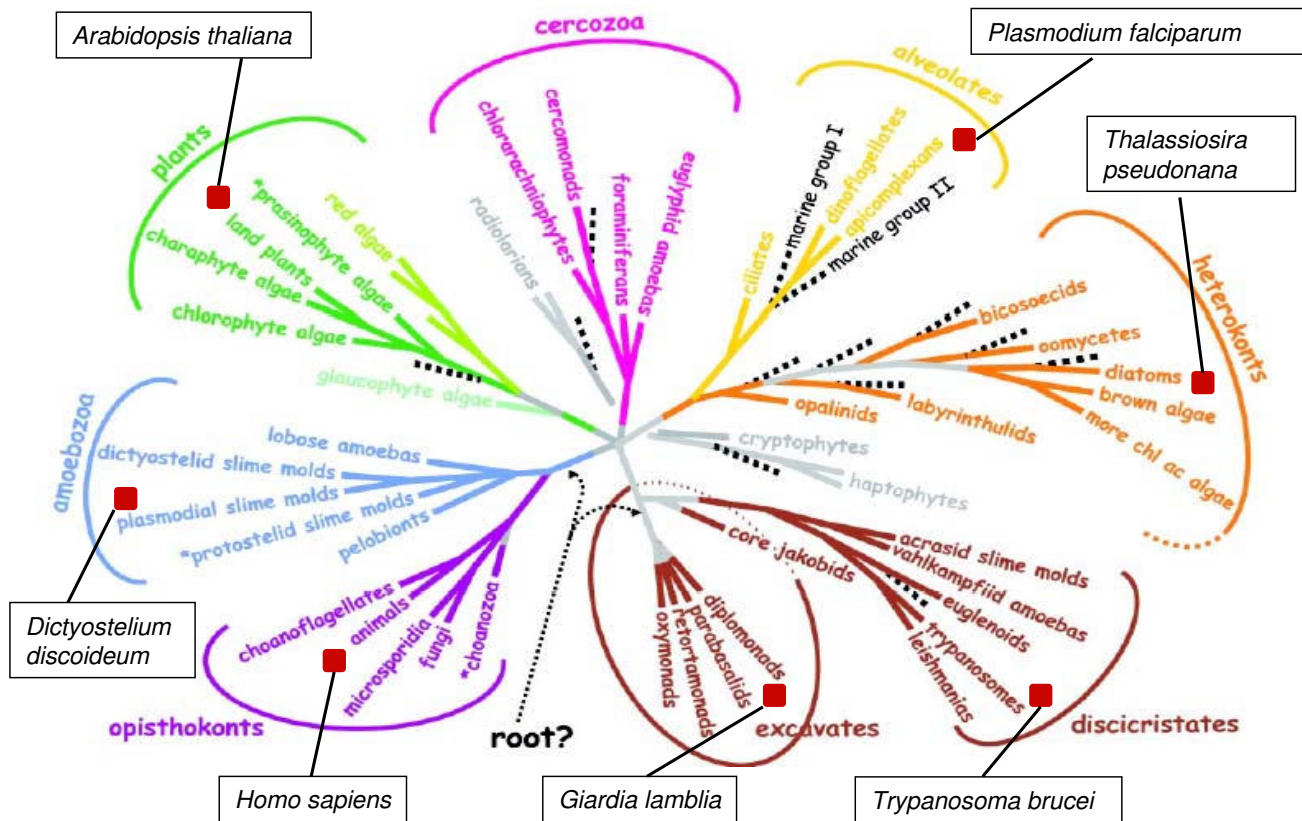 Arabidopsis thaliana
cercozoa
Plasmodium falciparum
alveolates
Thalassiosira
pseudonana
plants
*prasinophyte algae
land plants
charaphyte algae
chlorophyte algae
red algae
glaucophyte algae
radiolarians
chlorarachniophytes
cercomonads
foraminiferans
euglyphid amoebas
ciliates
marine group I
dinoflagellates
apicomplexans
marine group II
heterokonts
bicosoecids
oomycetes
diatoms
brown algae
more chl ac algae
labyrinthulids
opalinids
cryptophytes
haptophytes
amoebozoa
lobose amoebas
dictyostelid slime molds
plasmodial slime molds
*protostelid slime molds
pelobionts
Dictyostelium
discoideum
choanoflagellates
animals
microsporidia
fungi
*choanozoa
opisthokonts
root?
core jakobids
diplomonads
parabasalids
retortamonads
oxymonads
excavates
acrasid slime molds
vahlkampfiid amoebas
euglenoids
trypanosomes
leishmanias
discicristates
Homo sapiens
Giardia lamblia
Trypanosoma brucei